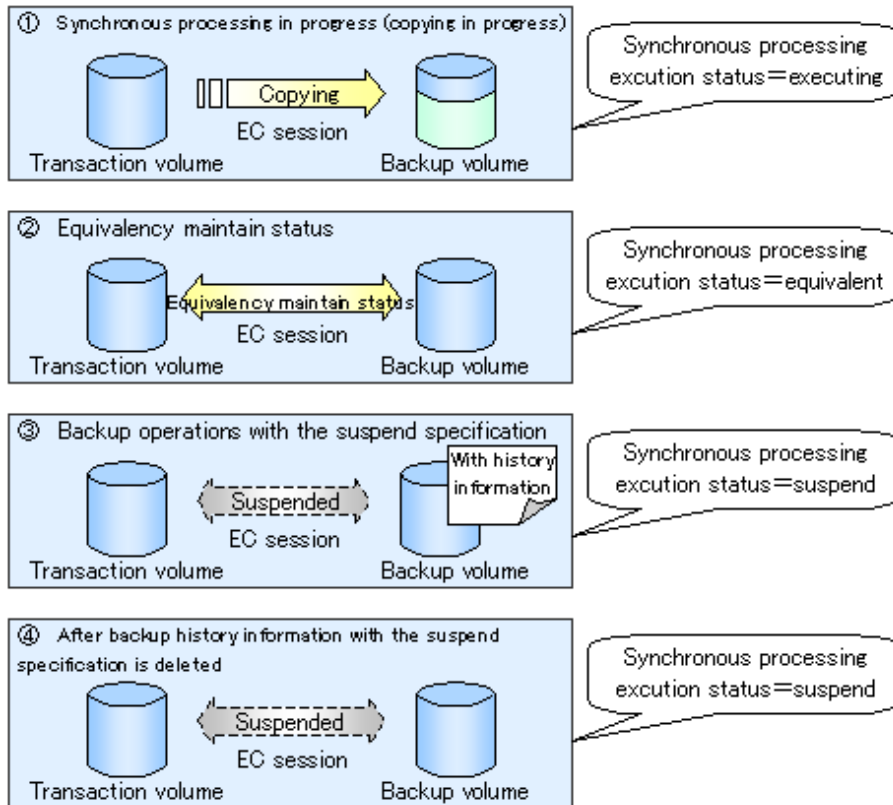 ① Synchronous processing in progress (copying in progress)
Copying
EC session
Transaction volume
Backup volume
Synchronous processing
excution status＝executing
② Equivalency maintain status
Equivalency maintain status
EC session
Transaction volume
Backup volume
Synchronous processing
excution status＝equivalent
③ Backup operations with the suspend specification
With history
information
Suspended
EC session
Transaction volume
Backup volume
Synchronous processing
excution status＝suspend
④ After backup history information with the suspend
specification is deleted
Suspended
EC session
Transaction volume
Backup volume
Synchronous processing
excution status＝suspend